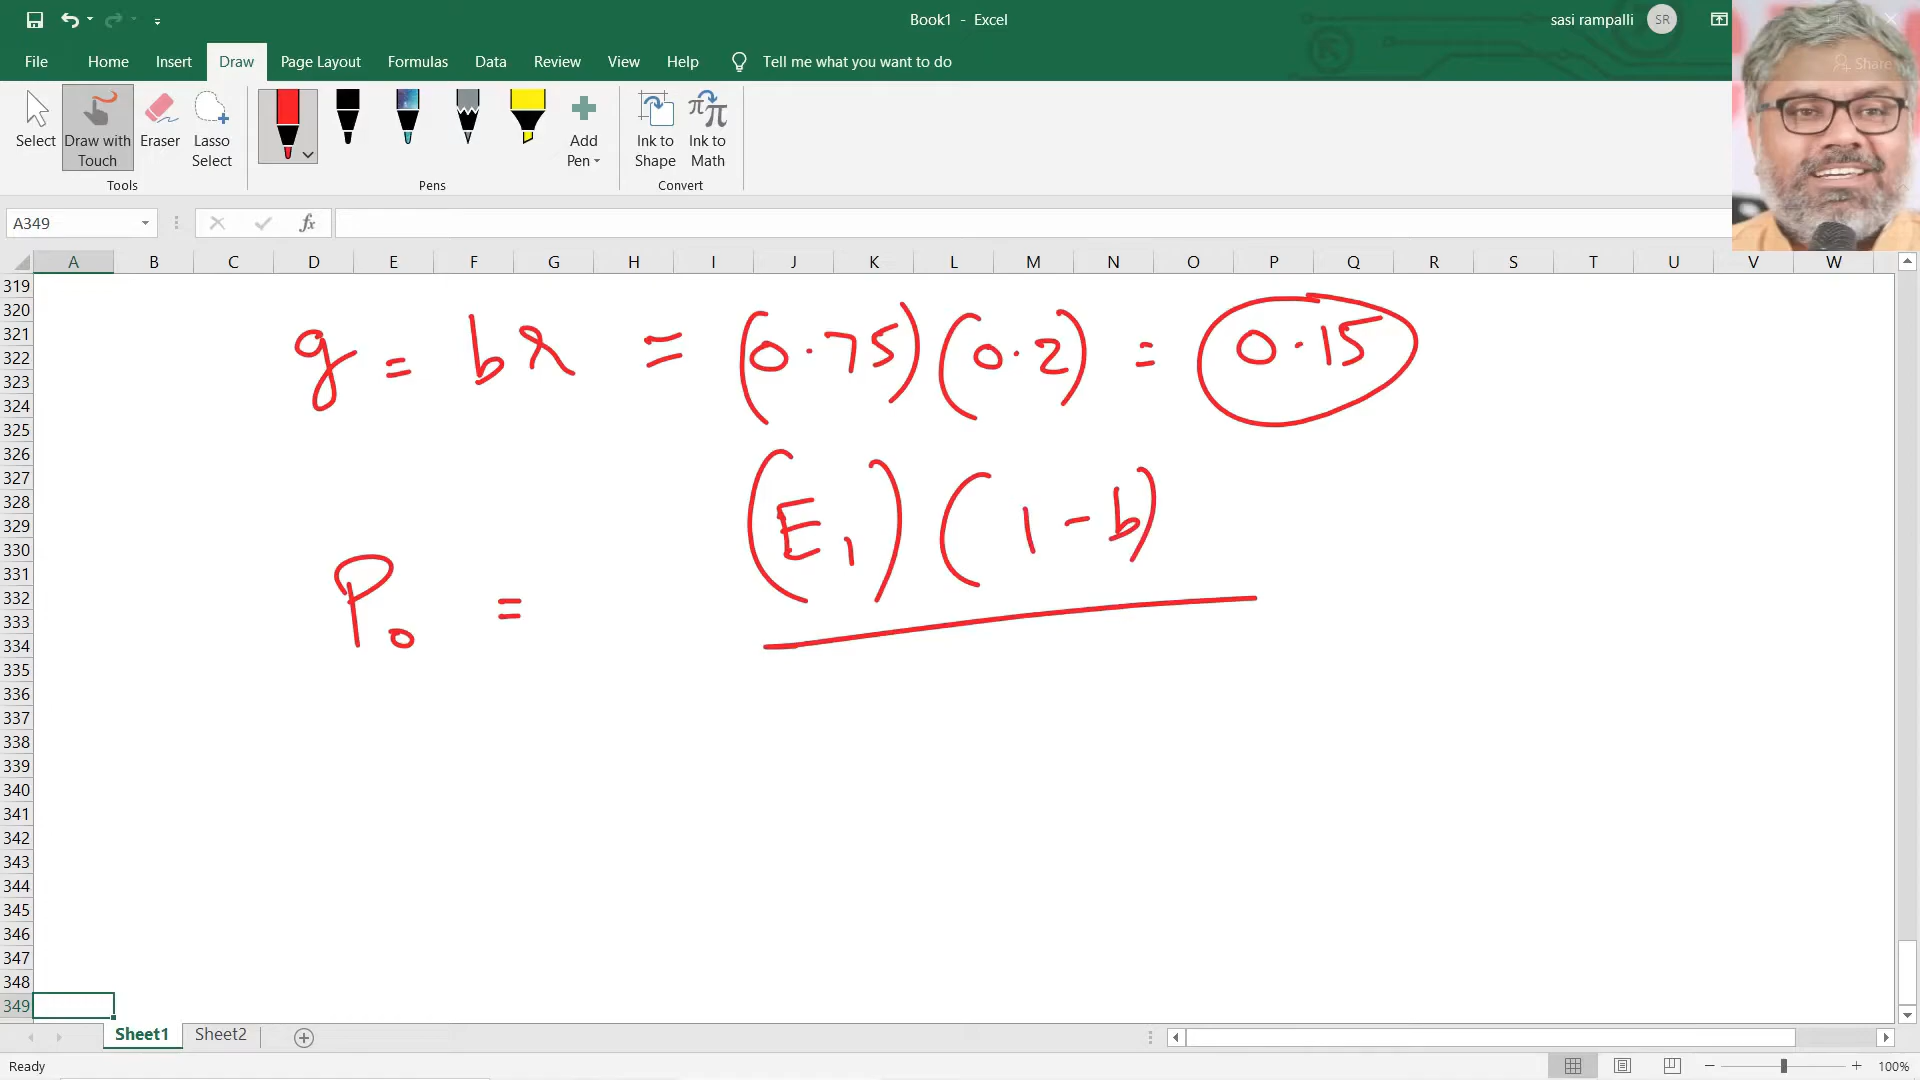 Book1 - Excel
sasi rampalli
SR
File Home Insert Draw Page Layout Formulas Data Review View Help Tell me what you want to do
Share
Select
Draw with Touch
Eraser
Lasso Select
Add Pen
Ink to Shape
Ink to Math
Tools
Pens
Convert
A349
fx
A B C D E F G H I J K L M N O P Q R S T U V W
319
320
321
322
323
324
325
326
327
328
329
330
331
332
333
334
335
336
337
338
339
340
341
342
343
344
345
346
347
348
349
g = br = (0.75)(0.2) = 0.15
(E₁)(1-b)
P₀ =
Sheet1 Sheet2
Ready
100%